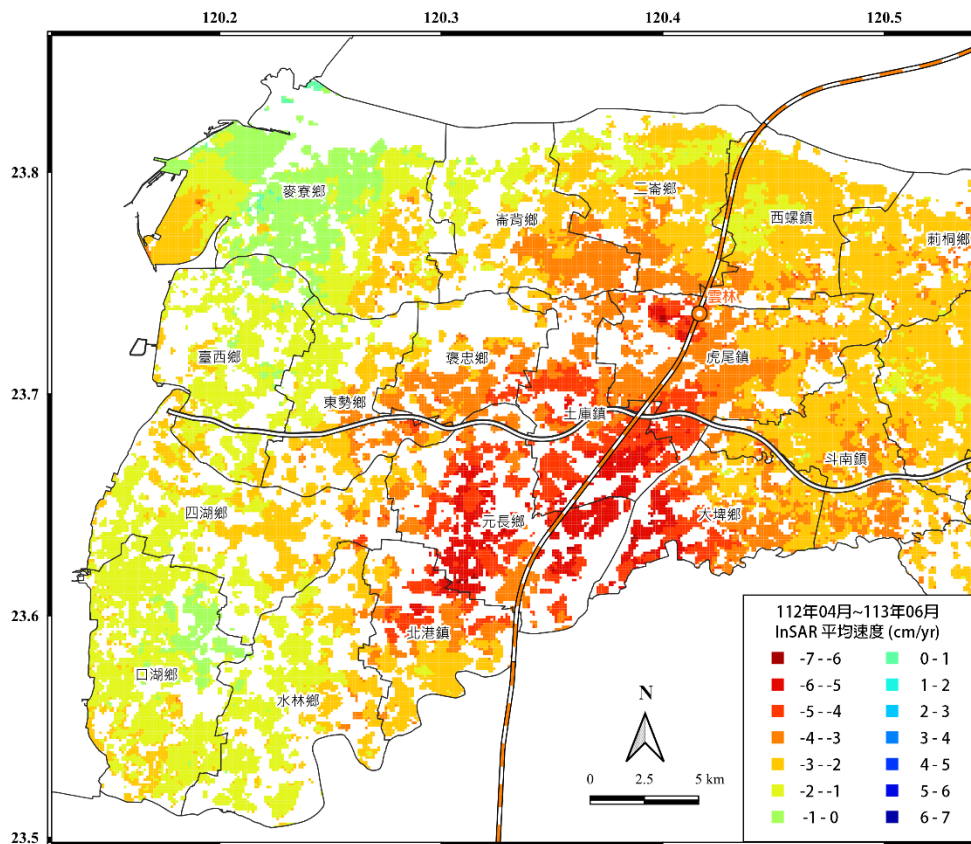 120.2 120.3 120.4 120.5
23.8
23.7
23.6
23.5
麥寮鄉
二崙鄉
崙背鄉
西螺鎮
莿桐鄉
雲林
臺西鄉
褒忠鄉
虎尾鎮
東勢鄉
土庫鎮
斗南鎮
四湖鄉
元長鄉
大埤鄉
北港鎮
口湖鄉
水林鄉
N
0 2.5 5 km
112年04月~113年06月
InSAR 平均速度 (cm/yr)
-7 - -6 0 - 1
-6 - -5 1 - 2
-5 - -4 2 - 3
-4 - -3 3 - 4
-3 - -2 4 - 5
-2 - -1 5 - 6
-1 - 0 6 - 7